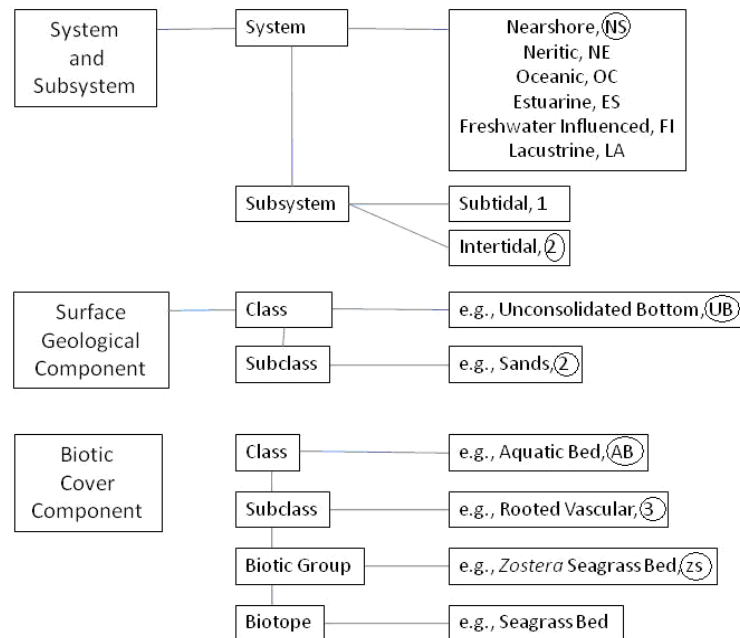 System
and
Subsystem
System
Nearshore, NS
Neritic, NE
Oceanic, OC
Estuarine, ES
Freshwater Influenced, FI
Lacustrine, LA
Subsystem
Subtidal, 1
Intertidal, 2
Surface
Geological
Component
Class
e.g., Unconsolidated Bottom, UB
Subclass
e.g., Sands, 2
Biotic
Cover
Component
Class
e.g., Aquatic Bed, AB
Subclass
e.g., Rooted Vascular, 3
Biotic Group
e.g., Zostera Seagrass Bed, zs
Biotope
e.g., Seagrass Bed